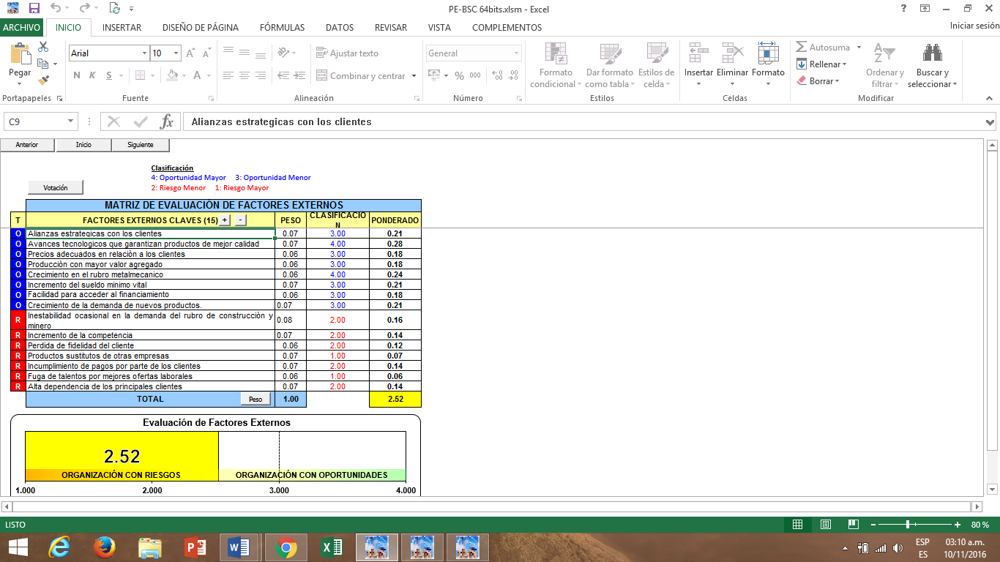 PE-BSC 64bits.xlsm - Excel
ARCHIVO INICIO INSERTAR DISEÑO DE PÁGINA FÓRMULAS DATOS REVISAR VISTA COMPLEMENTOS Iniciar sesión
Pegar
Arial 10
N K S
Ajustar texto
Combinar y centrar
General
% 000
Formato condicional
Dar formato como tabla
Estilos de celda
Insertar Eliminar Formato
Autosuma
Rellenar
Borrar
Ordenar y filtrar
Buscar y seleccionar
Portapapeles Fuente Alineación Número Estilos Celdas Modificar
C9 fx Alianzas estrategicas con los clientes
Anterior Inicio Siguiente
Clasificación
4: Oportunidad Mayor 3: Oportunidad Menor
2: Riesgo Menor 1: Riesgo Mayor
Votación
MATRIZ DE EVALUACIÓN DE FACTORES EXTERNOS
T FACTORES EXTERNOS CLAVES (15) + - PESO CLASIFICACIO N PONDERADO
O Alianzas estrategicas con los clientes 0.07 3.00 0.21
O Avances tecnologicos que garantizan productos de mejor calidad 0.07 4.00 0.28
O Precios adecuados en relaciòn a los clientes 0.06 3.00 0.18
O Producciòn con mayor valor agregado 0.06 3.00 0.18
O Crecimiento en el rubro metalmecanico 0.06 4.00 0.24
O Incremento del sueldo minimo vital 0.07 3.00 0.21
O Facilidad para acceder al financiamiento 0.06 3.00 0.18
O Crecimiento de la demanda de nuevos productos. 0.07 3.00 0.21
R Inestabilidad ocasional en la demanda del rubro de construcciòn y minero 0.08 2.00 0.16
R Incremento de la competencia 0.07 2.00 0.14
R Perdida de fidelidad del cliente 0.06 2.00 0.12
R Productos sustitutos de otras empresas 0.07 1.00 0.07
R Incumplimiento de pagos por parte de los clientes 0.07 2.00 0.14
R Fuga de talentos por mejores ofertas laborales 0.06 1.00 0.06
R Alta dependencia de los principales clientes 0.07 2.00 0.14
TOTAL Peso 1.00 2.52
Evaluación de Factores Externos
2.52
ORGANIZACIÓN CON RIESGOS ORGANIZACIÓN CON OPORTUNIDADES
1.000 2.000 3.000 4.000
LISTO 80 %
ESP 03:10 a.m.
ES 10/11/2016